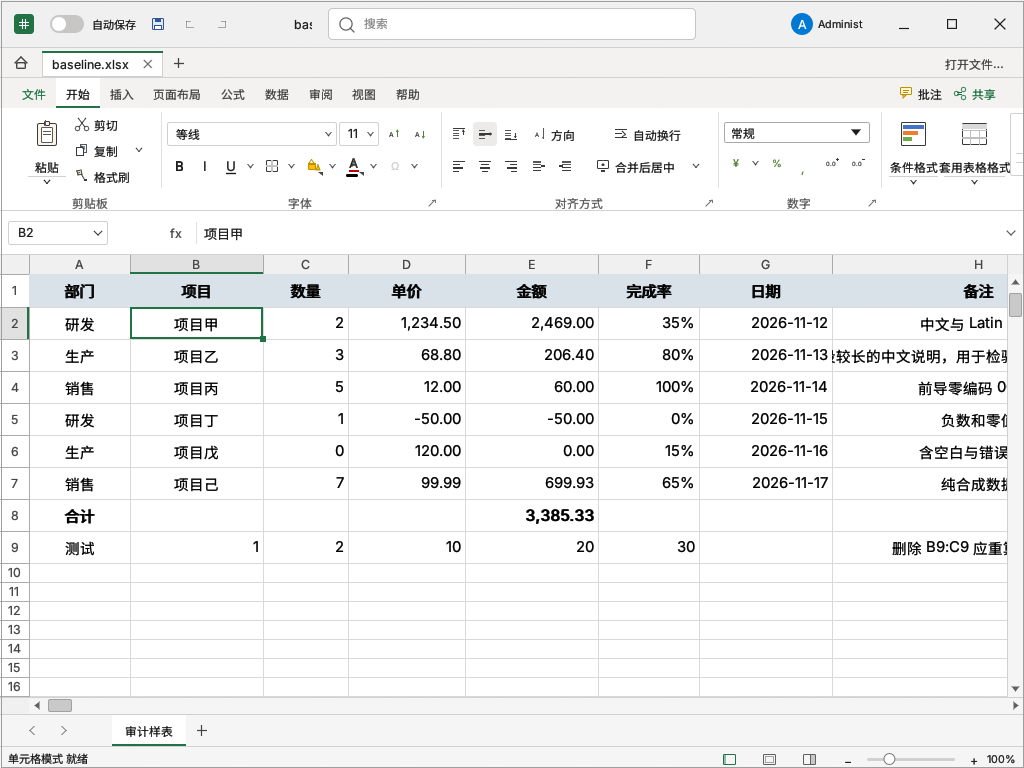 自动保存 搜索 A Administ
baseline.xlsx 打开文件...
文件 开始 插入 页面布局 公式 数据 审阅 视图 帮助 批注 共享
粘贴 剪切 复制 格式刷 剪贴板
等线 11 B I U A 字体
方向 自动换行 合并后居中 对齐方式
常规 ¥ % , 数字
条件格式 套用表格格式
B2 fx 项目甲
A B C D E F G H
1 部门 项目 数量 单价 金额 完成率 日期 备注
2 研发 项目甲 2 1,234.50 2,469.00 35% 2026-11-12 中文与 Latin
3 生产 项目乙 3 68.80 206.40 80% 2026-11-13 较长的中文说明，用于检
4 销售 项目丙 5 12.00 60.00 100% 2026-11-14 前导零编码 0
5 研发 项目丁 1 -50.00 -50.00 0% 2026-11-15 负数和零
6 生产 项目戊 0 120.00 0.00 15% 2026-11-16 含空白与错误
7 销售 项目己 7 99.99 699.93 65% 2026-11-17 纯合成数
8 合计 3,385.33
9 测试 1 2 10 20 30 删除 B9:C9 应重
10
11
12
13
14
15
16
审计样表
单元格模式 就绪 100%